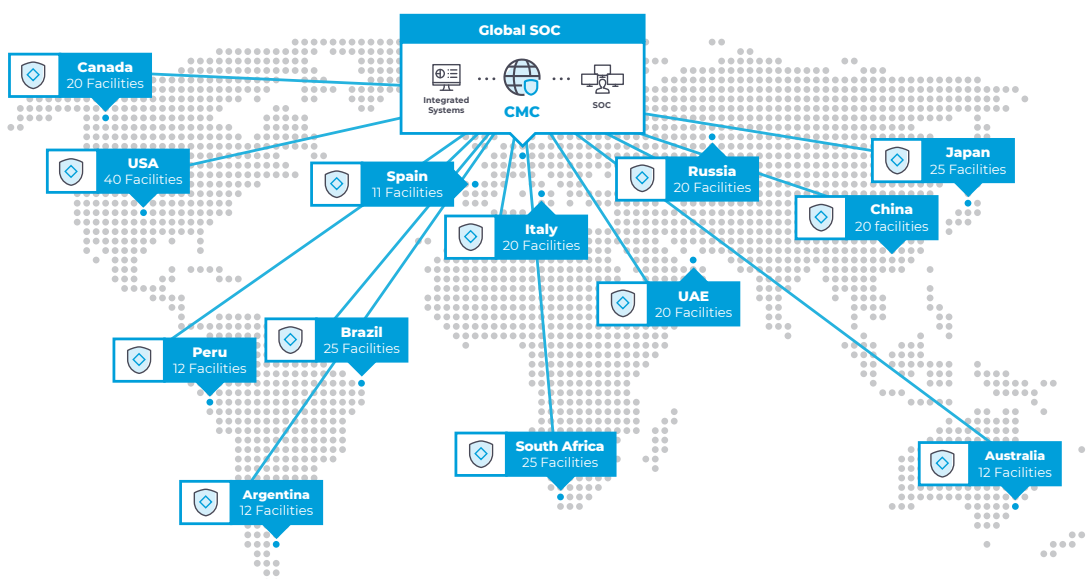 Global SOC
Integrated
Systems
CMC
SOC
Canada
20 Facilities
USA
40 Facilities
Spain
11 Facilities
Russia
20 Facilities
Japan
25 Facilities
China
20 facilities
Italy
20 Facilities
UAE
20 Facilities
Brazil
25 Facilities
Peru
12 Facilities
South Africa
25 Facilities
Australia
12 Facilities
Argentina
12 Facilities